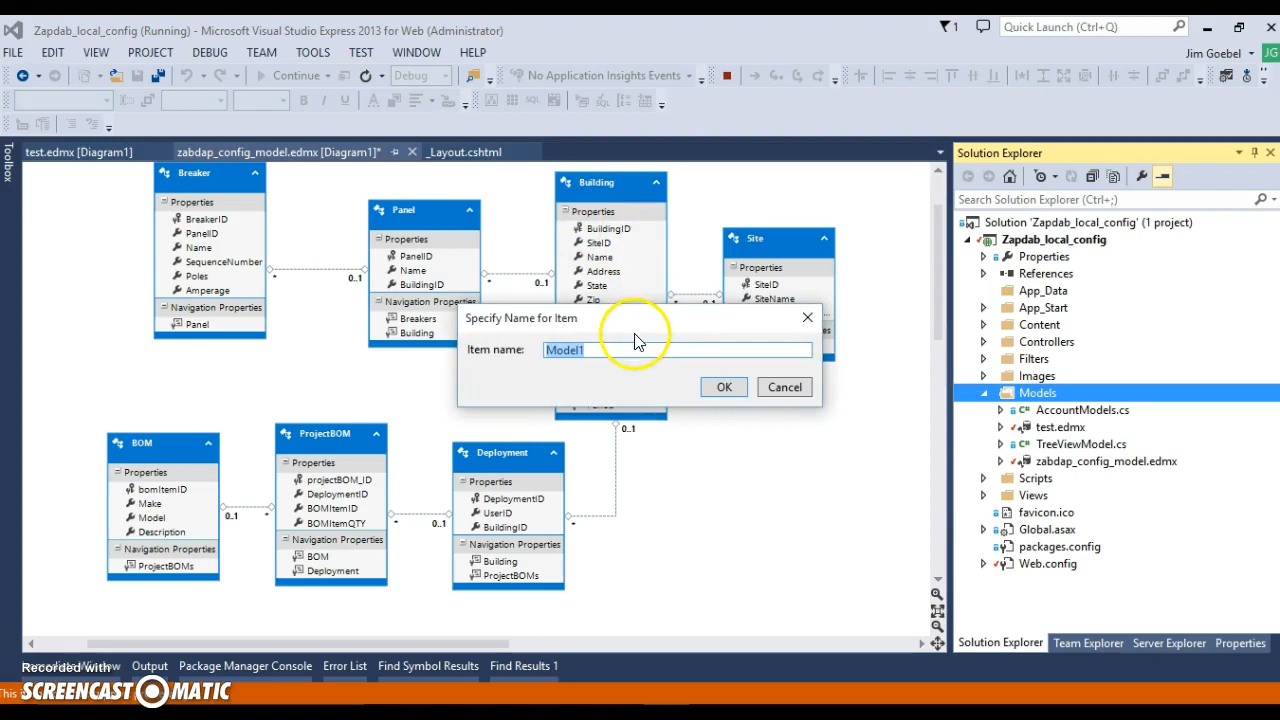 Zapdab_local_config (Running) - Microsoft Visual Studio Express 2013 for Web (Administrator)
1
Quick Launch (Ctrl+Q)
FILE EDIT VIEW PROJECT DEBUG TEAM TOOLS TEST WINDOW HELP
Jim Goebel JG
Continue Debug No Application Insights Events
SQL
Toolbox
test.edmx [Diagram1] zabdap_config_model.edmx [Diagram1]* _Layout.cshtml
Breaker
Properties
BreakerID
PanelID
Name
SequenceNumber
Poles
Amperage
Navigation Properties
Panel
* 0..1
Panel
Properties
PanelID
Name
BuildingID
Navigation Properties
Breakers
Building
* 0..1
Building
Properties
BuildingID
SiteID
Name
Address
State
Zip
Site
Properties
SiteID
SiteName
Specify Name for Item
Item name: Model1
OK Cancel
0..1
BOM
Properties
bomItemID
Make
Model
Description
Navigation Properties
ProjectBOMs
0..1 *
ProjectBOM
Properties
projectBOM_ID
DeploymentID
BOMItemID
BOMItemQTY
Navigation Properties
BOM
Deployment
* 0..1
Deployment
Properties
DeploymentID
UserID
BuildingID
Navigation Properties
Building
ProjectBOMs
*
Solution Explorer
Search Solution Explorer (Ctrl+;)
Solution 'Zapdab_local_config' (1 project)
Zapdab_local_config
Properties
References
App_Data
App_Start
Content
Controllers
Filters
Images
Models
C# AccountModels.cs
test.edmx
C# TreeViewModel.cs
zabdap_config_model.edmx
Scripts
Views
favicon.ico
Global.asax
packages.config
Web.config
Solution Explorer Team Explorer Server Explorer Properties
Window Output Package Manager Console Error List Find Symbol Results Find Results 1
Recorded with
This
SCREENCAST MATIC